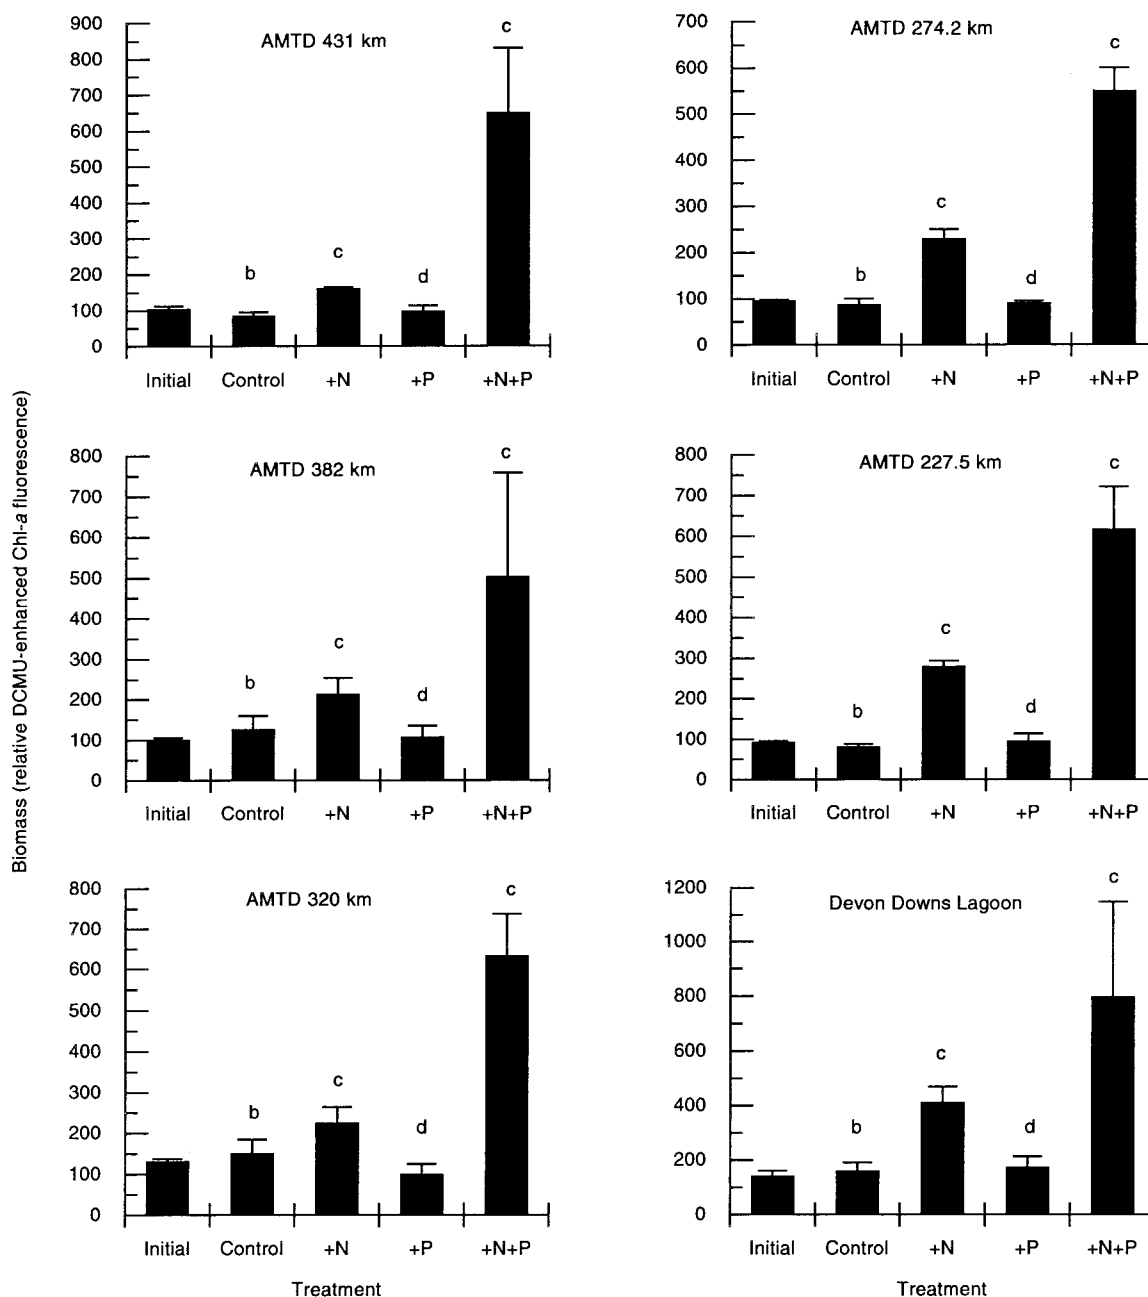 Biomass (relative DCMU-enhanced Chl-a fluorescence)
AMTD 431 km
900
800
700
600
500
400
300
200
100
0
b
c
d
c
Initial Control +N +P +N+P
AMTD 274.2 km
700
600
500
400
300
200
100
0
b
c
d
c
Initial Control +N +P +N+P
AMTD 382 km
800
700
600
500
400
300
200
100
0
b
c
d
c
Initial Control +N +P +N+P
AMTD 227.5 km
800
700
600
500
400
300
200
100
0
b
c
d
c
Initial Control +N +P +N+P
AMTD 320 km
800
700
600
500
400
300
200
100
0
b
c
d
c
Initial Control +N +P +N+P
Treatment
Devon Downs Lagoon
1200
1000
800
600
400
200
0
b
c
d
c
Initial Control +N +P +N+P
Treatment